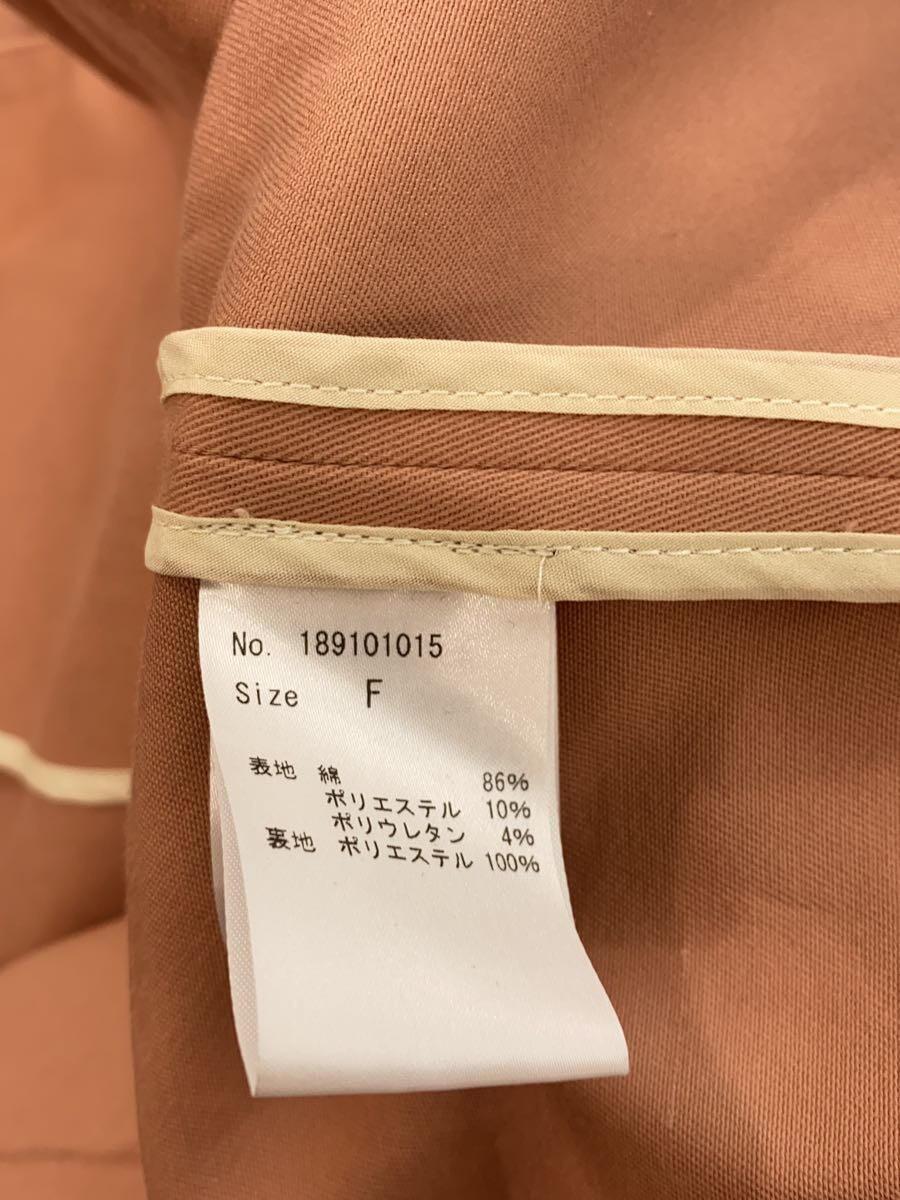 No. 189101015
Size F
表地 綿 86%
ポリエステル 10%
ポリウレタン 4%
裏地 ポリエステル 100%